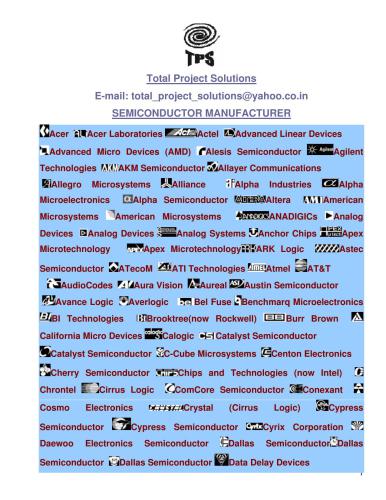 TPS
Total Project Solutions
E-mail: total_project_solutions@yahoo.co.in
SEMICONDUCTOR MANUFACTURER
Acer Acer Laboratories Act Actel Advanced Linear Devices
Advanced Micro Devices (AMD) Alesis Semiconductor Agilent
Technologies AKM AKM Semiconductor Allayer Communications
Allegro Microsystems Alliance Alpha Industries Alpha
Microelectronics Alpha Semiconductor Altera AMI American
Microsystems American Microsystems ANADIGICs Analog
Devices Analog Devices Analog Systems Anchor Chips Apex
Microtechnology Apex Microtechnology ARK Logic Astec
Semiconductor ATecoM ATI Technologies Atmel AT&T
AudioCodes Aura Vision Aureal Austin Semiconductor
Avance Logic Averlogic Bel Fuse Benchmarq Microelectronics
BI Technologies Brooktree(now Rockwell) Burr Brown
California Micro Devices Calogic Catalyst Semiconductor
Catalyst Semiconductor C-Cube Microsystems Centon Electronics
Cherry Semiconductor CHIPS Chips and Technologies (now Intel)
Chrontel Cirrus Logic ComCore Semiconductor Conexant
Cosmo Electronics CRYSTAL Crystal (Cirrus Logic) Cypress
Semiconductor Cypress Semiconductor Cyrix Cyrix Corporation
Daewoo Electronics Semiconductor Dallas Semiconductor Dallas
Semiconductor Dallas Semiconductor Data Delay Devices